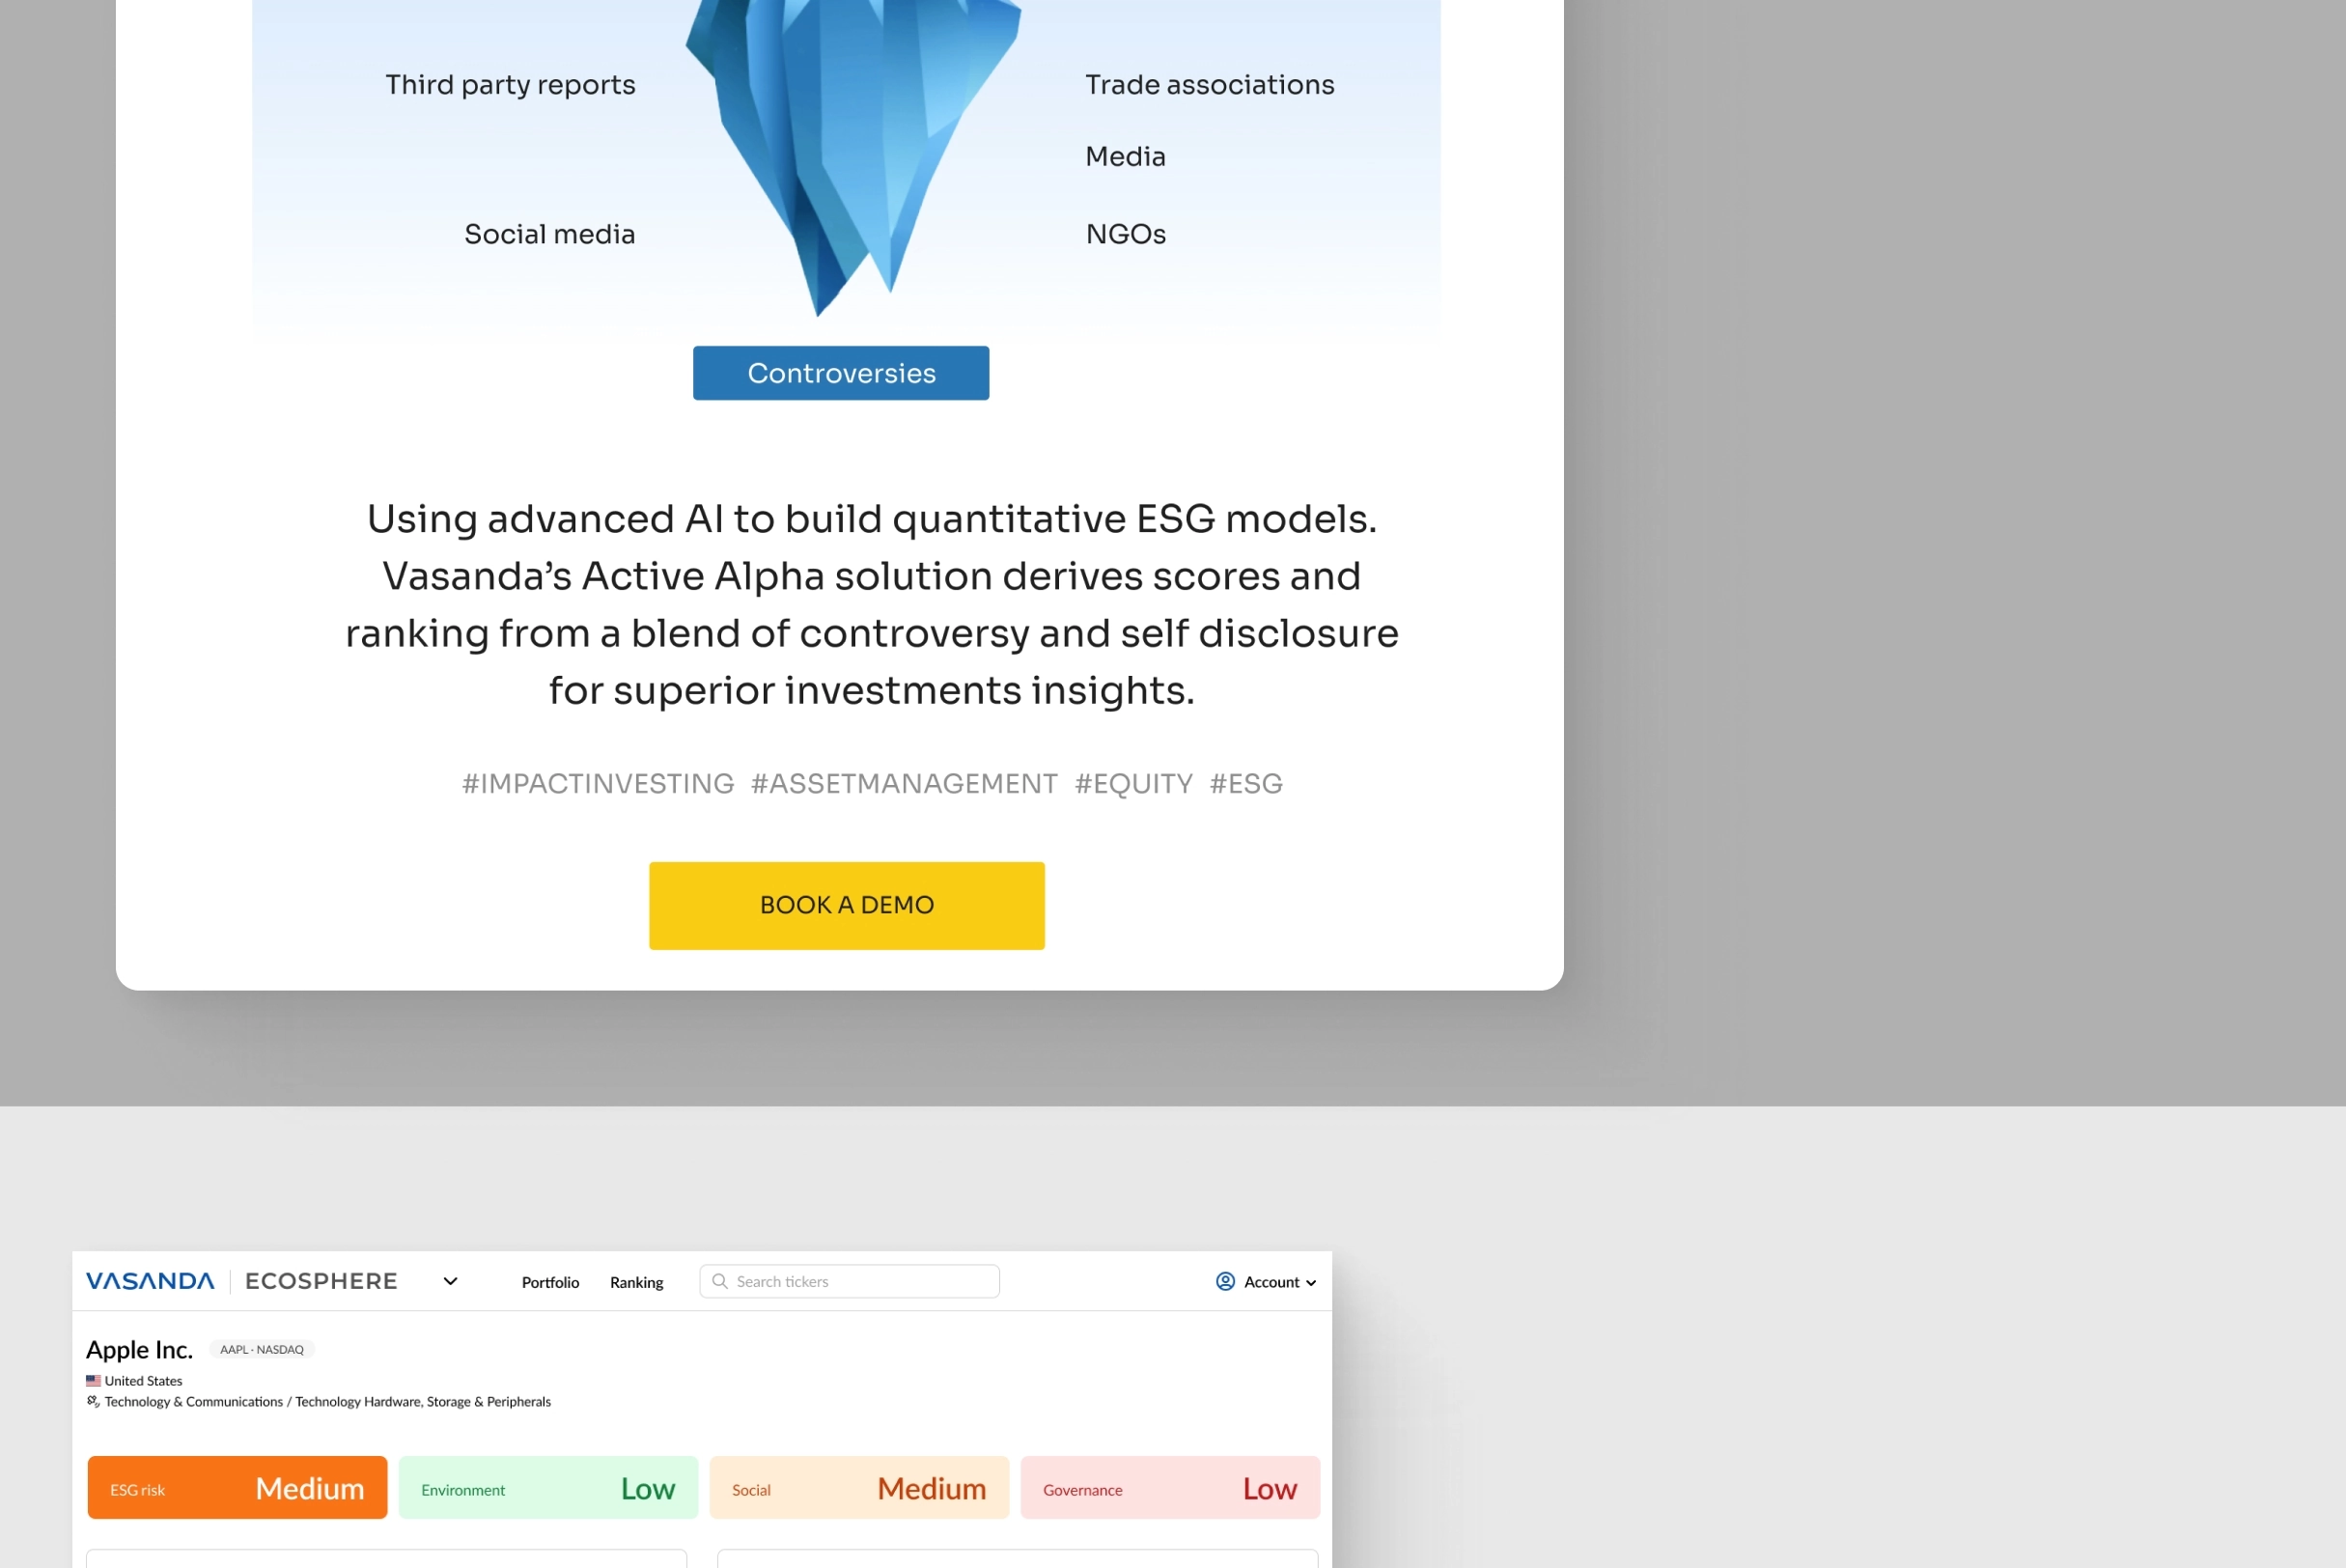 Third party reports
Trade associations
Media
Social media
NGOs
Controversies
Using advanced AI to build quantitative ESG models.
Vasanda’s Active Alpha solution derives scores and
ranking from a blend of controversy and self disclosure
for superior investments insights.
#IMPACTINVESTING #ASSETMANAGEMENT #EQUITY #ESG
BOOK A DEMO
VASANDA | ECOSPHERE
Portfolio
Ranking
Search tickers
Account
Apple Inc.
AAPL · NASDAQ
United States
Technology & Communications / Technology Hardware, Storage & Peripherals
ESG risk Medium
Environment Low
Social Medium
Governance Low